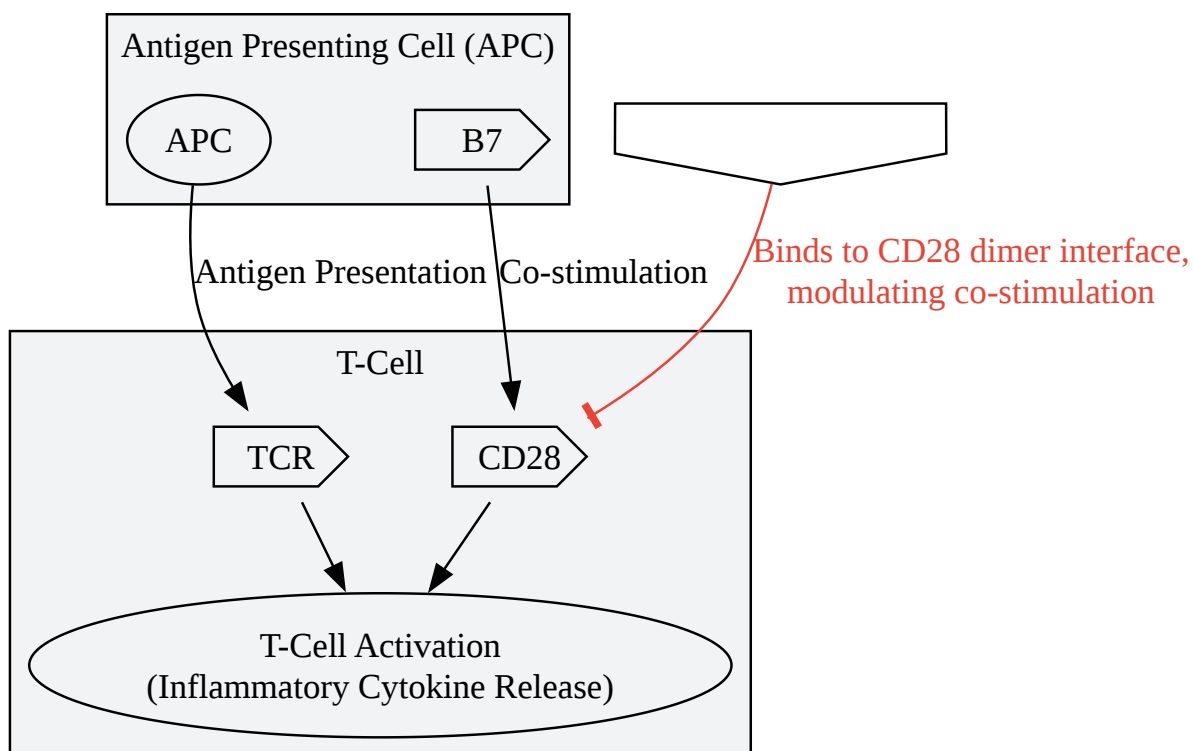 Antigen Presenting Cell (APC)
APC
B7
Antigen Presentation
Co-stimulation
Binds to CD28 dimer interface,
modulating co-stimulation
T-Cell
TCR
CD28
T-Cell Activation
(Inflammatory Cytokine Release)